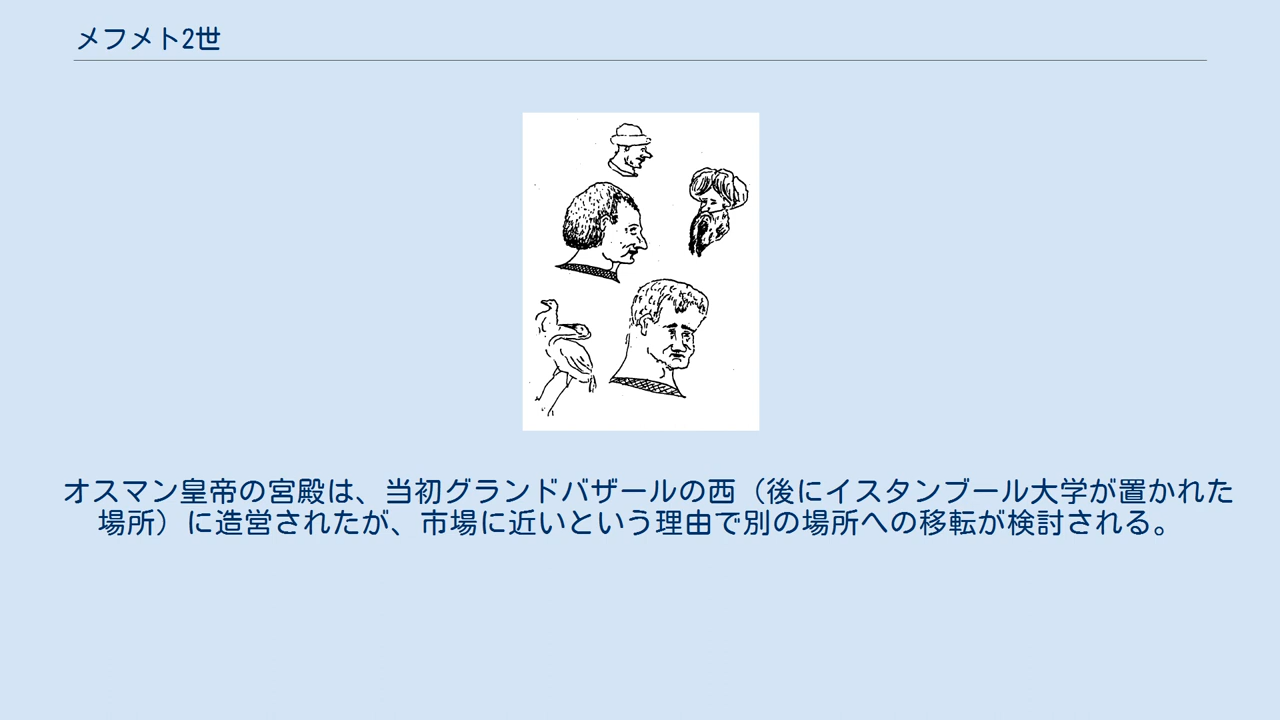 メフメト2世
オスマン皇帝の宮殿は、当初グランドバザールの西（後にイスタンブール大学が置かれた
場所）に造営されたが、市場に近いという理由で別の場所への移転が検討される。